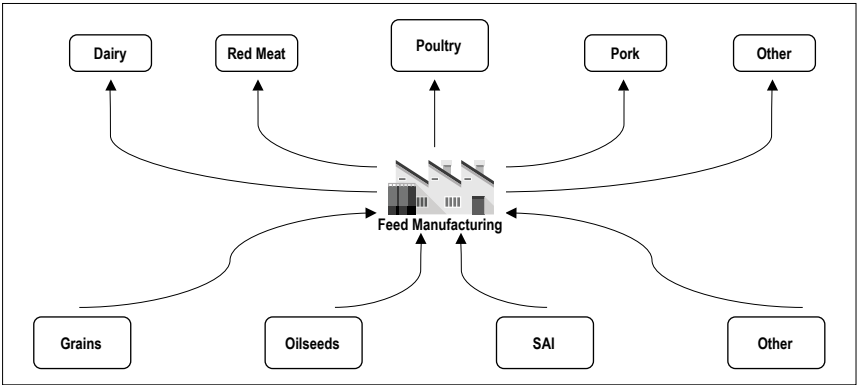 Dairy
Red Meat
Poultry
Pork
Other
Feed Manufacturing
Grains
Oilseeds
SAI
Other